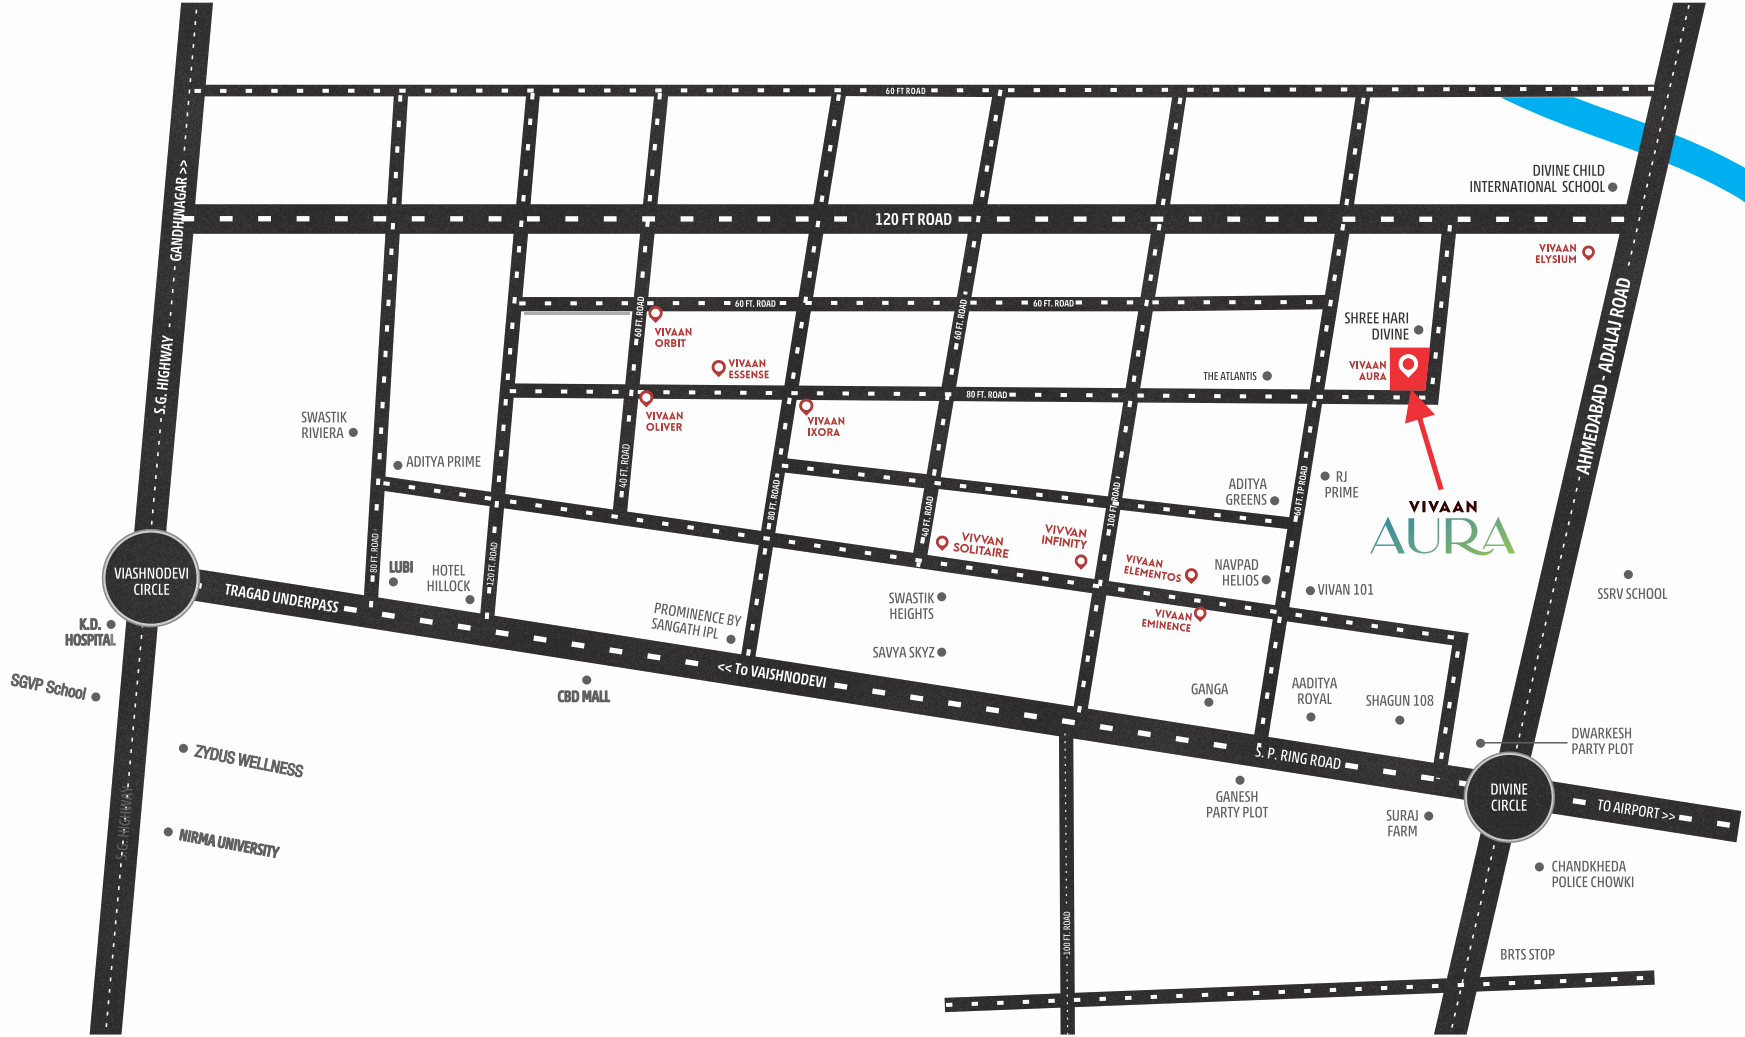 60 FT ROAD
GANDHINAGAR >>
DIVINE CHILD
INTERNATIONAL SCHOOL
120 FT ROAD
VIVAAN
ELYSIUM
60 FT. ROAD
60 FT. ROAD
60 FT. ROAD
60 FT. ROAD
VIVAAN
ORBIT
SHREE HARI
DIVINE
VIVAAN
ESSENSE
VIVAAN
AURA
THE ATLANTIS
80 FT. ROAD
S.G. HIGHWAY
AHMEDABAD - ADALAJ ROAD
SWASTIK
RIVIERA
VIVAAN
OLIVER
VIVAAN
IXORA
ADITYA PRIME
40 FT. ROAD
80 FT. ROAD
40 FT. ROAD
100 FT. ROAD
60 FT. TP ROAD
ADITYA
GREENS
RJ
PRIME
VIVAAN
AURA
80 FT. ROAD
120 FT. ROAD
VIVVAN
SOLITAIRE
VIVVAN
INFINITY
VIVAAN
ELEMENTOS
NAVPAD
HELIOS
VIVAN 101
SSRV SCHOOL
VIASHNODEVI
CIRCLE
TRAGAD UNDERPASS
LUBI
HOTEL
HILLOCK
K.D.
HOSPITAL
PROMINENCE BY
SANGATH IPL
SWASTIK
HEIGHTS
VIVAAN
EMINENCE
SAVYA SKYZ
SGVP School
<< To VAISHNODEVI
CBD MALL
GANGA
AADITYA
ROYAL
SHAGUN 108
DWARKESH
PARTY PLOT
ZYDUS WELLNESS
S. P. RING ROAD
GANESH
PARTY PLOT
DIVINE
CIRCLE
TO AIRPORT >>
SURAJ
FARM
S.G. HIGHWAY
NIRMA UNIVERSITY
CHANDKHEDA
POLICE CHOWKI
100 FT. ROAD
BRTS STOP